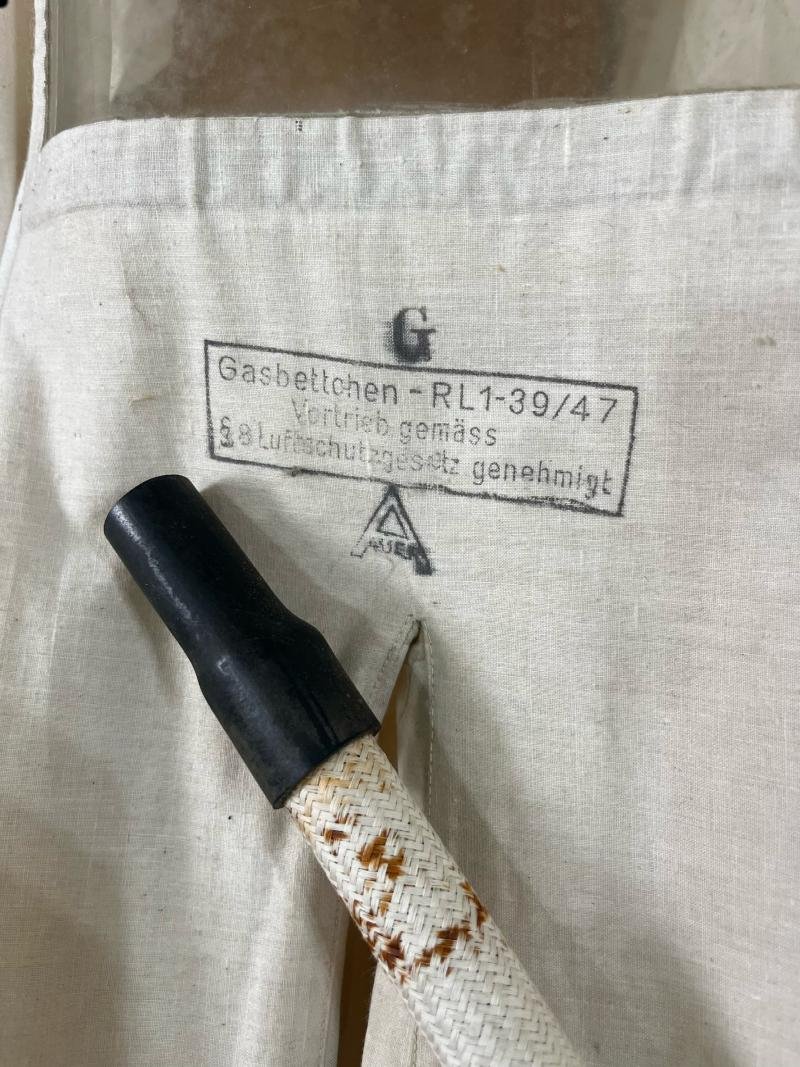 G
Gasbettchen - RL1-39/47
Vertrieb gemäss
§ 8 Luftschutzgesetz genehmigt
AUER